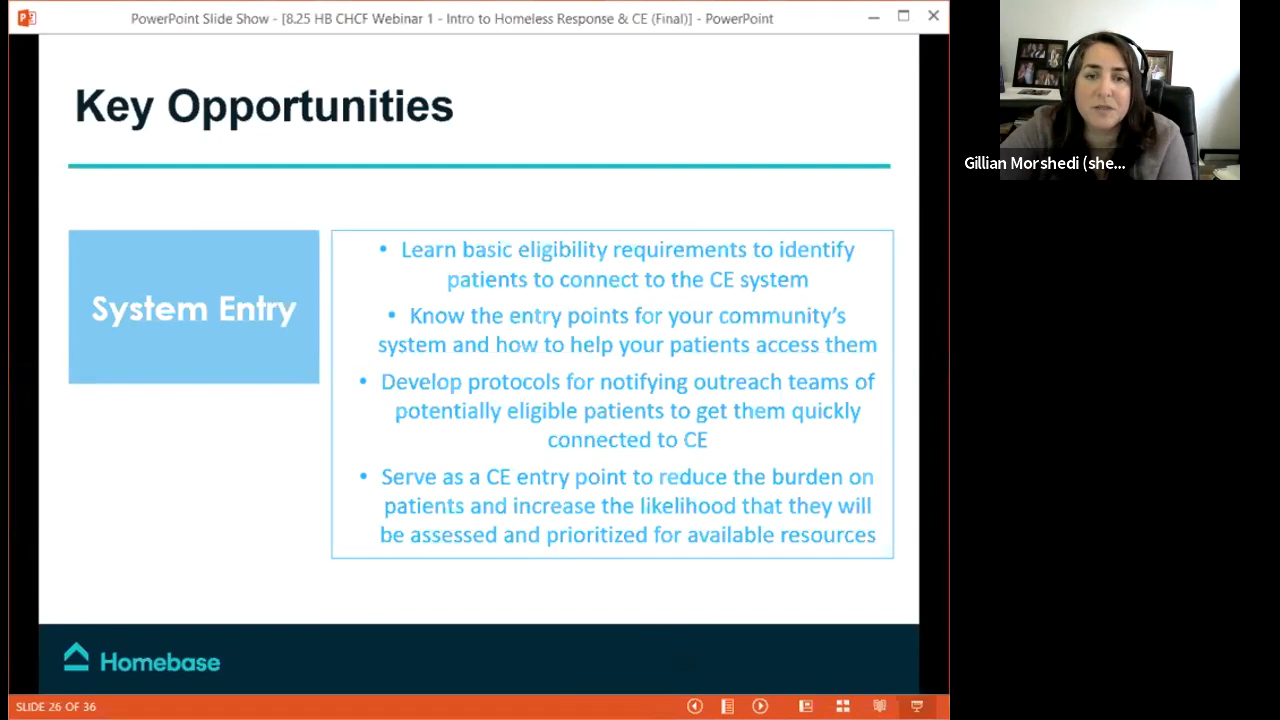 PowerPoint Slide Show - [8.25 HB CHCF Webinar 1 - Intro to Homeless Response & CE (Final)] - PowerPoint
Gillian Morshedi (she...
Key Opportunities
System Entry
• Learn basic eligibility requirements to identify
patients to connect to the CE system
• Know the entry points for your community's
system and how to help your patients access them
• Develop protocols for notifying outreach teams of
potentially eligible patients to get them quickly
connected to CE
• Serve as a CE entry point to reduce the burden on
patients and increase the likelihood that they will
be assessed and prioritized for available resources
Homebase
SLIDE 26 OF 36